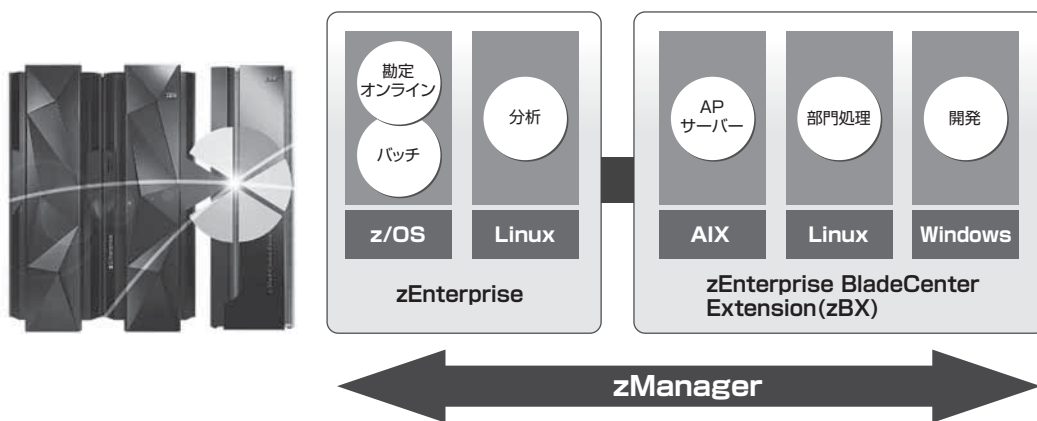 勘定
オンライン
バッチ
z/OS
分析
Linux
zEnterprise
AP
サーバー
AIX
部門処理
Linux
開発
Windows
zEnterprise BladeCenter
Extension(zBX)
zManager